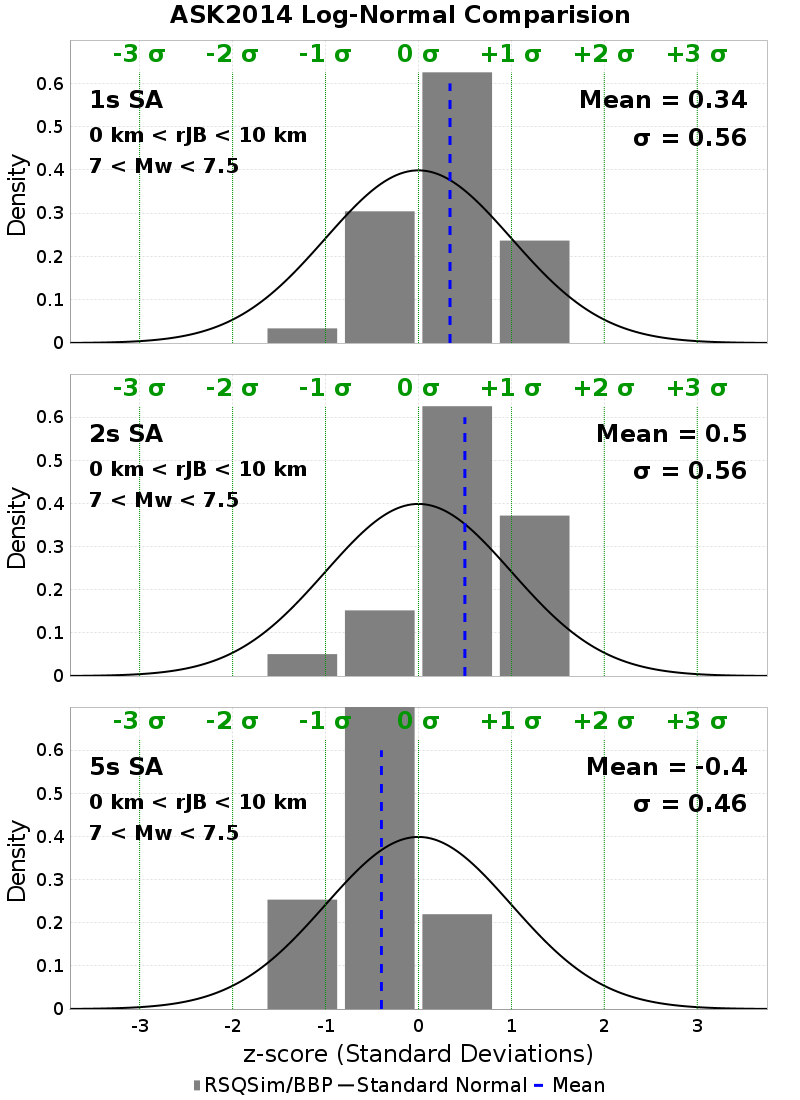 ASK2014 Log-Normal Comparision
-3 σ -2 σ -1 σ 0 σ +1 σ +2 σ +3 σ
1s SA
0 km < rJB < 10 km
7 < Mw < 7.5
Mean = 0.34
σ = 0.56
Density
0.6
0.5
0.4
0.3
0.2
0.1
0
-3 σ -2 σ -1 σ 0 σ +1 σ +2 σ +3 σ
2s SA
0 km < rJB < 10 km
7 < Mw < 7.5
Mean = 0.5
σ = 0.56
Density
0.6
0.5
0.4
0.3
0.2
0.1
0
-3 σ -2 σ -1 σ 0 σ +1 σ +2 σ +3 σ
5s SA
0 km < rJB < 10 km
7 < Mw < 7.5
Mean = -0.4
σ = 0.46
Density
0.6
0.5
0.4
0.3
0.2
0.1
0
-3 -2 -1 0 1 2 3
z-score (Standard Deviations)
RSQSim/BBP Standard Normal Mean